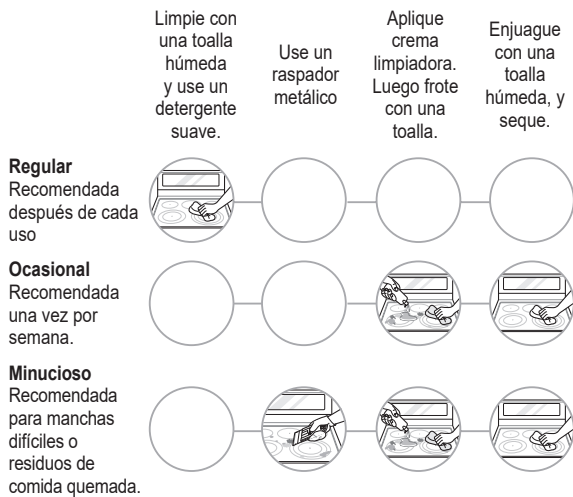 Limpie con
una toalla
húmeda
y use un
detergente
suave.
Use un
raspador
metálico
Aplique
crema
limpiadora.
Luego frote
con una
toalla.
Enjuague
con una
toalla
húmeda, y
seque.
Regular
Recomendada
después de cada
uso
Ocasional
Recomendada
una vez por
semana.
Minucioso
Recomendada
para manchas
difíciles o
residuos de
comida quemada.